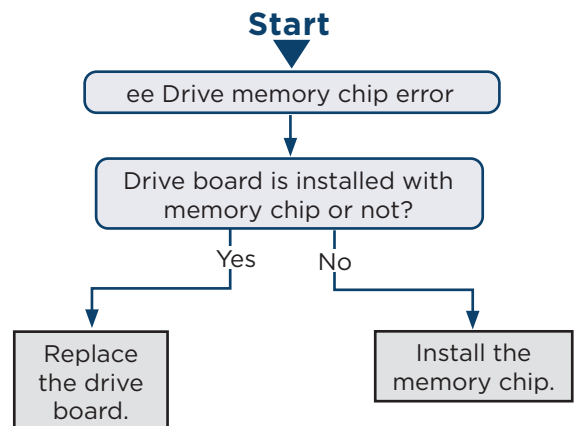 Start
ee Drive memory chip error
Drive board is installed with
memory chip or not?
Yes
No
Replace
the drive
board.
Install the
memory chip.